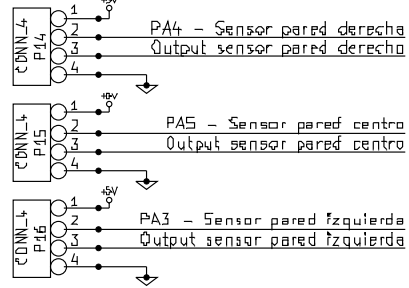 +5V
CONN_4
P14
1
2
3
4
PA4 - Sensor pared derecha
Output sensor pared derecho
+5V
CONN_4
P15
1
2
3
4
PA5 - Sensor pared centro
Output sensor pared centro
+5V
CONN_4
P16
1
2
3
4
PA3 - Sensor pared izquierda
Output sensor pared izquierda